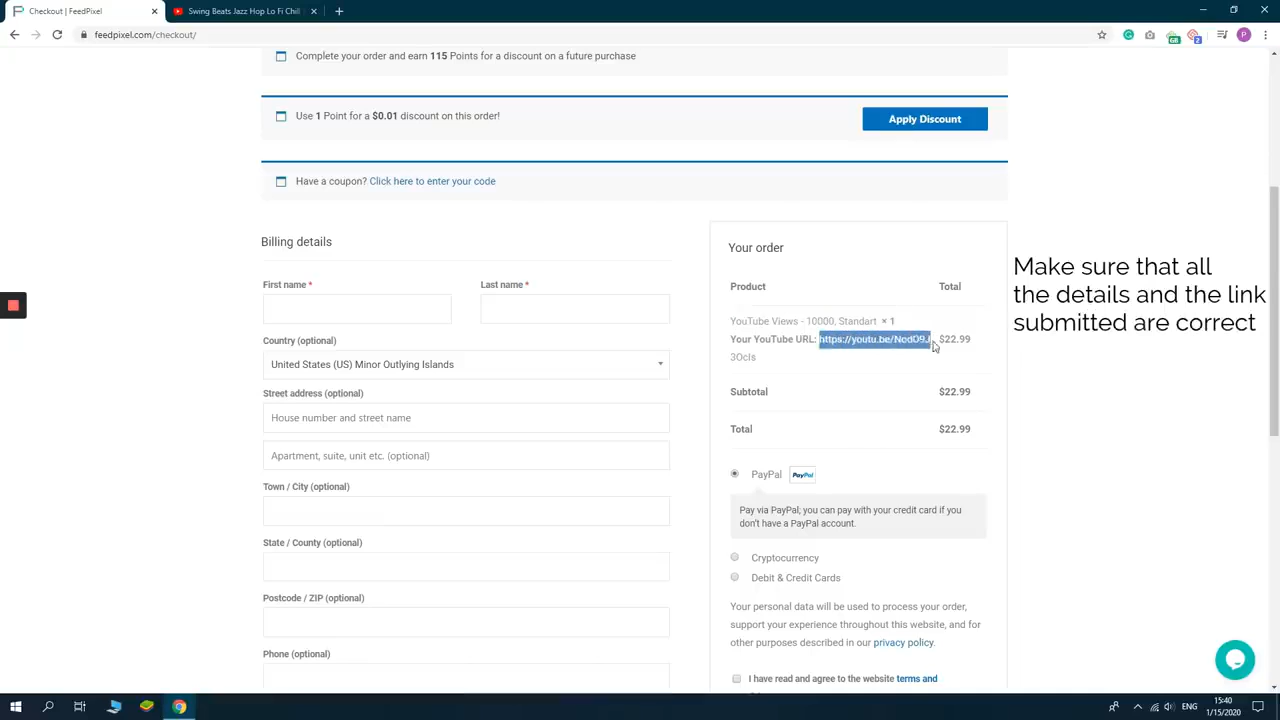 Checkout | FeedPixel
Swing Beats Jazz Hop Lo Fi Chil
feedpixel.com/checkout/
Complete your order and earn 115 Points for a discount on a future purchase
Use 1 Point for a $0.01 discount on this order!
Apply Discount
Have a coupon? Click here to enter your code
Billing details
Your order
First name *
Last name *
Product
Total
YouTube Views - 10000, Standart × 1
Your YouTube URL:
$22.99
30cIs
Make sure that all
the details and the link
submitted are correct
Country (optional)
United States (US) Minor Outlying Islands
Street address (optional)
House number and street name
Apartment, suite, unit etc. (optional)
Subtotal
$22.99
Total
$22.99
Town / City (optional)
PayPal
PayPal
Pay via PayPal; you can pay with your credit card if you
don't have a PayPal account.
State / County (optional)
Cryptocurrency
Debit & Credit Cards
Postcode / ZIP (optional)
Your personal data will be used to process your order,
support your experience throughout this website, and for
other purposes described in our privacy policy.
Phone (optional)
I have read and agree to the website terms and
ENG
15:40
1/15/2020